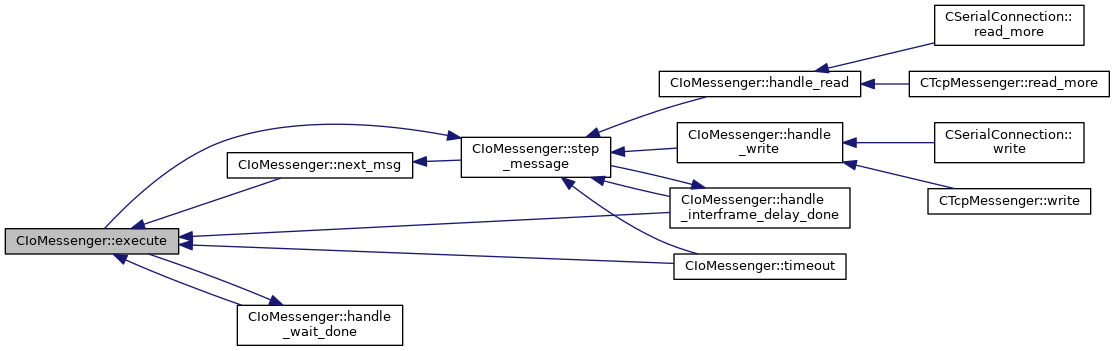 CSerialConnection::
read_more
CIoMessenger::handle_read
CTcpMessenger::read_more
CIoMessenger::handle
_write
CSerialConnection::
write
CIoMessenger::step
_message
CIoMessenger::next_msg
CIoMessenger::handle
_interframe_delay_done
CTcpMessenger::write
CIoMessenger::execute
CIoMessenger::timeout
CIoMessenger::handle
_wait_done